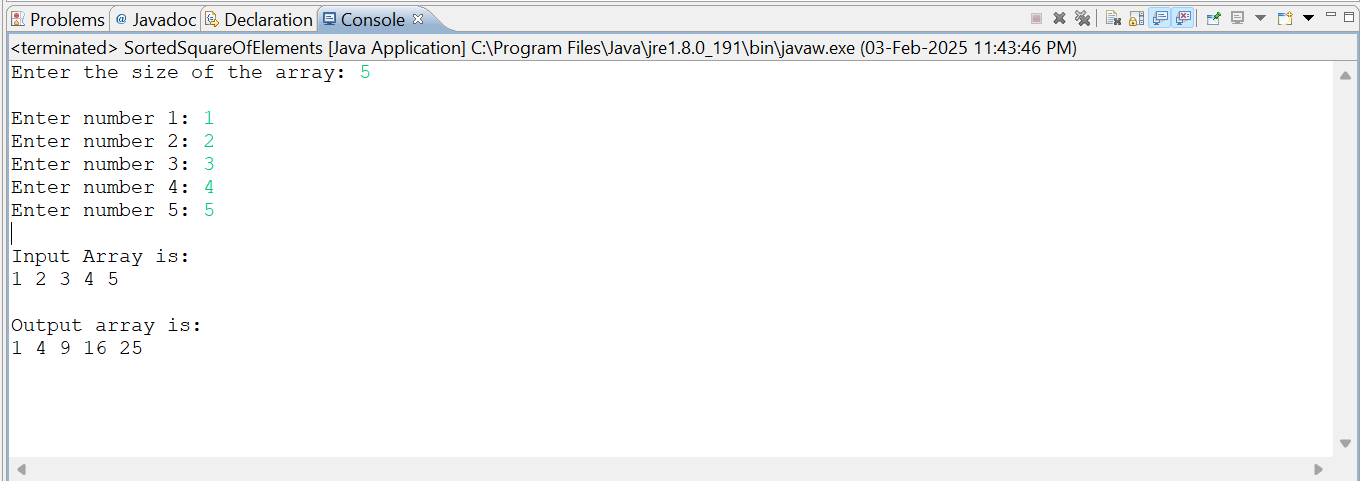 Problems @ Javadoc Declaration Console
<terminated> SortedSquareOfElements [Java Application] C:\Program Files\Java\jre1.8.0_191\bin\javaw.exe (03-Feb-2025 11:43:46 PM)
Enter the size of the array: 5
Enter number 1: 1
Enter number 2: 2
Enter number 3: 3
Enter number 4: 4
Enter number 5: 5
Input Array is:
1 2 3 4 5
Output array is:
1 4 9 16 25